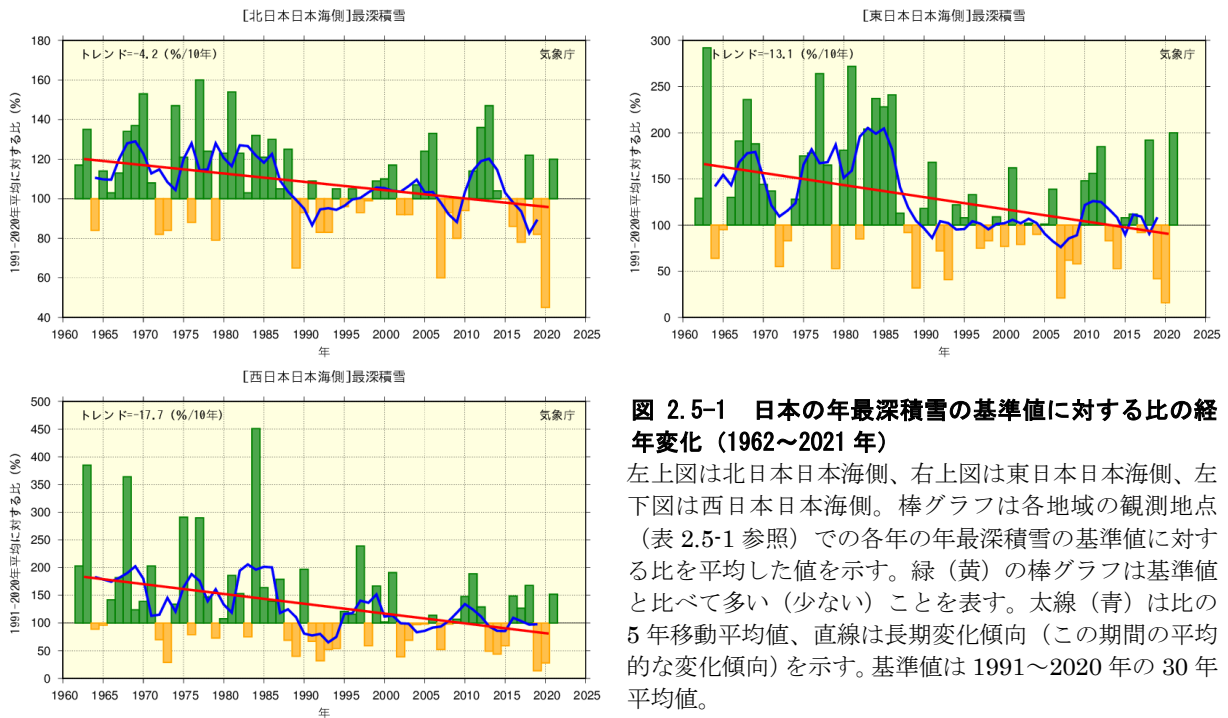 [北日本日本海側]最深積雪
トレンド=-4.2 (%/10年)
気象庁
1991-2020年平均に対する比 (%)
180
160
140
120
100
80
60
40
1960 1965 1970 1975 1980 1985 1990 1995 2000 2005 2010 2015 2020 2025
年
[東日本日本海側]最深積雪
トレンド=-13.1 (%/10年)
気象庁
1991-2020年平均に対する比 (%)
300
250
200
150
100
50
0
1960 1965 1970 1975 1980 1985 1990 1995 2000 2005 2010 2015 2020 2025
年
[西日本日本海側]最深積雪
トレンド=-17.7 (%/10年)
気象庁
1991-2020年平均に対する比 (%)
500
450
400
350
300
250
200
150
100
50
0
1960 1965 1970 1975 1980 1985 1990 1995 2000 2005 2010 2015 2020 2025
年
図 2.5-1 日本の年最深積雪の基準値に対する比の経
年変化（1962～2021 年）
左上図は北日本日本海側、右上図は東日本日本海側、左
下図は西日本日本海側。棒グラフは各地域の観測地点
（表 2.5-1 参照）での各年の年最深積雪の基準値に対す
る比を平均した値を示す。緑（黄）の棒グラフは基準値
と比べて多い（少ない）ことを表す。太線（青）は比の
5 年移動平均値、直線は長期変化傾向（この期間の平均
的な変化傾向）を示す。基準値は 1991～2020 年の 30 年
平均値。